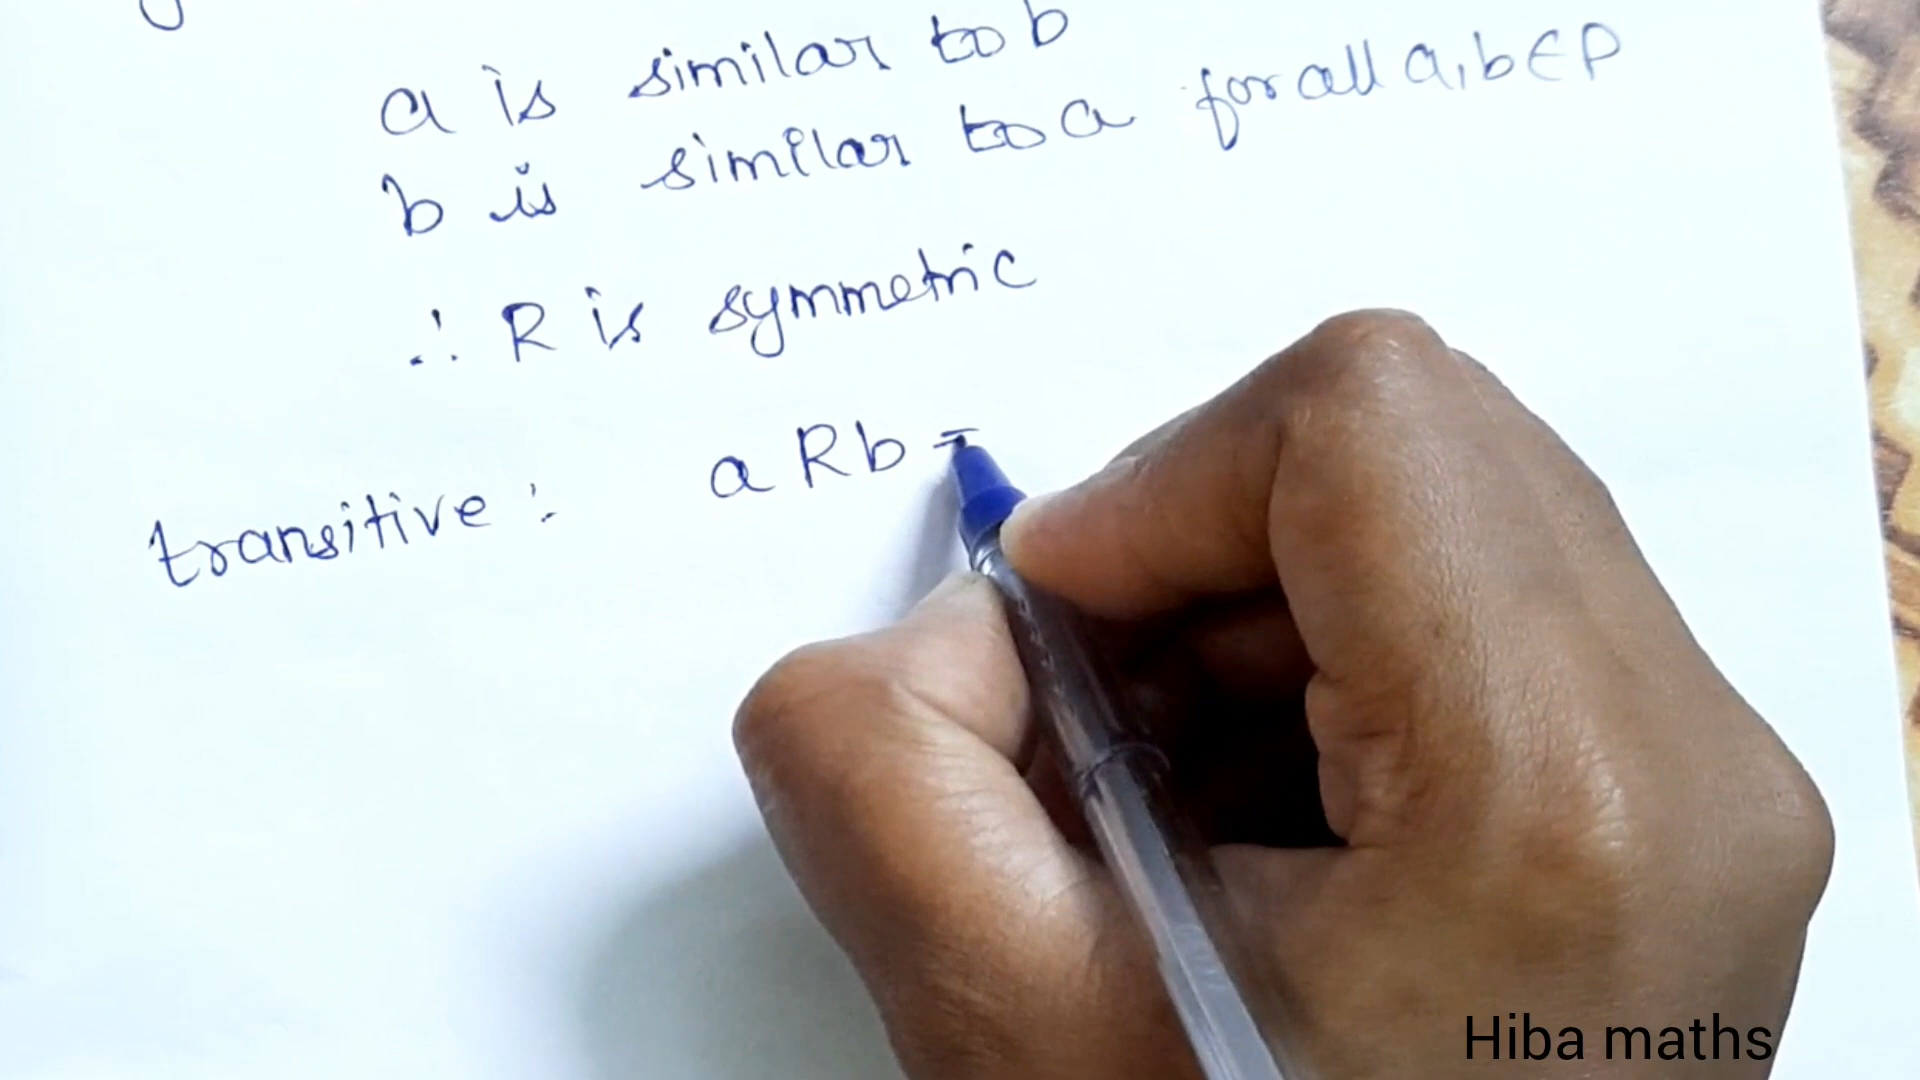 a is similar to b
b is similar to a for all a, b ∈ P
∴ R is symmetric
transitive : a R b =
Hiba maths